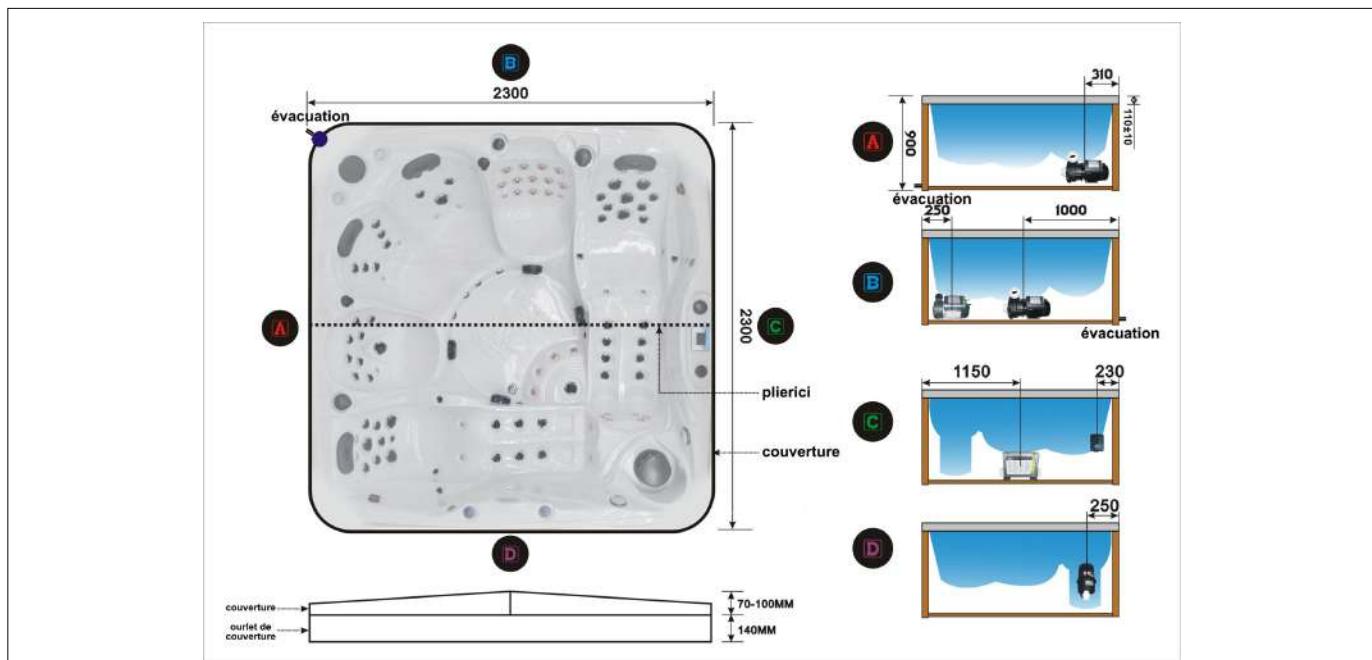 B
2300
évacuation
A
C
2300
plierici
couverture
D
couverture
ourlet de
couverture
70-100MM
140MM
310
A
900
110±10
évacuation
250
1000
B
évacuation
1150
230
C
250
D